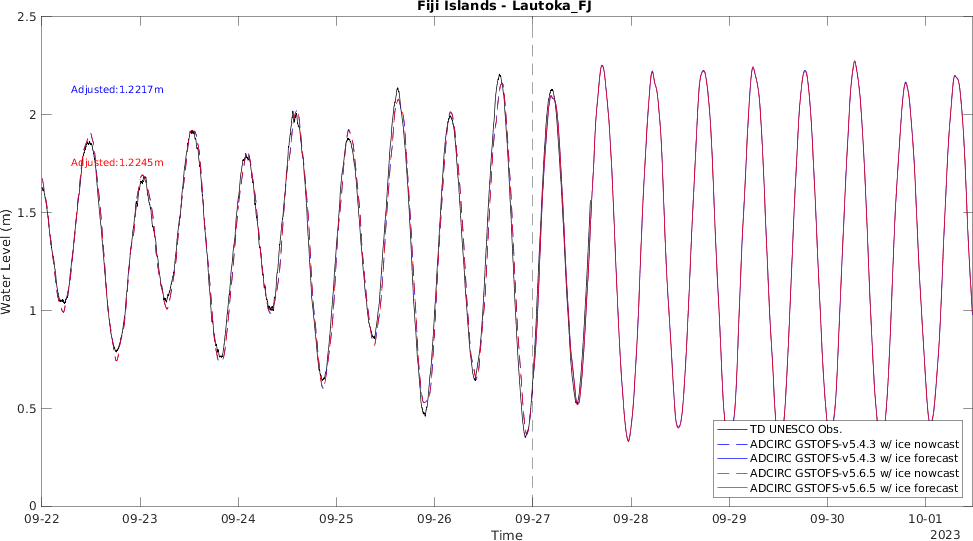 Fiji Islands - Lautoka_FJ
2.5
Adjusted:1.2217m
2
Adjusted:1.2245m
1.5
Water Level (m)
1
0.5
TD UNESCO Obs.
ADCIRC GSTOFS-v5.4.3 w/ ice nowcast
ADCIRC GSTOFS-v5.4.3 w/ ice forecast
ADCIRC GSTOFS-v5.6.5 w/ ice nowcast
ADCIRC GSTOFS-v5.6.5 w/ ice forecast
0
09-22 09-23 09-24 09-25 09-26 09-27 09-28 09-29 09-30 10-01
Time
2023